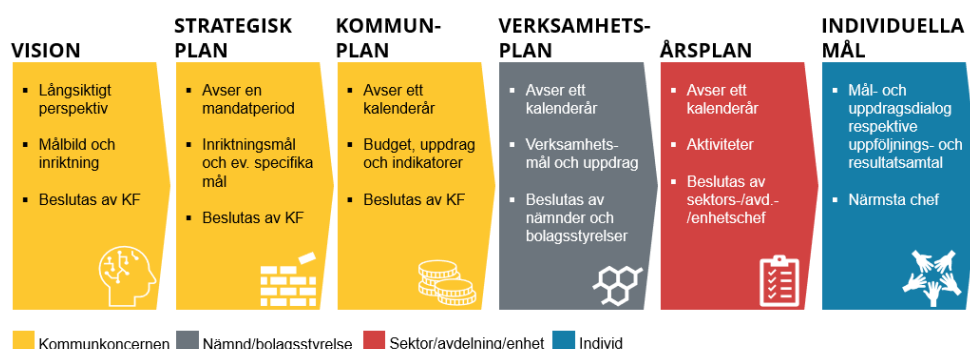 VISION
Långsiktigt
perspektiv
Målbild och
inriktning
Beslutas av KF
STRATEGISK
PLAN
Avser en
mandatperiod
Inriktningsmål
och ev. specifika
mål
Beslutas av KF
KOMMUN-
PLAN
Avser ett
kalenderår
Budget, uppdrag
och indikatorer
Beslutas av KF
VERKSAMHETS-
PLAN
Avser ett
kalenderår
Verksamhets-
mål och uppdrag
Beslutas av
nämnder och
bolagsstyrelser
ÅRSPLAN
Avser ett
kalenderår
Aktiviteter
Beslutas av
sektors-/avd.-
/enhetschef
INDIVIDUELLA
MÅL
Mål- och
uppdragsdialog
respektive
uppföljnings- och
resultatsamtal
Närmsta chef
Kommunkoncernen
Nämnd/bolagsstyrelse
Sektor/avdelning/enhet
Individ